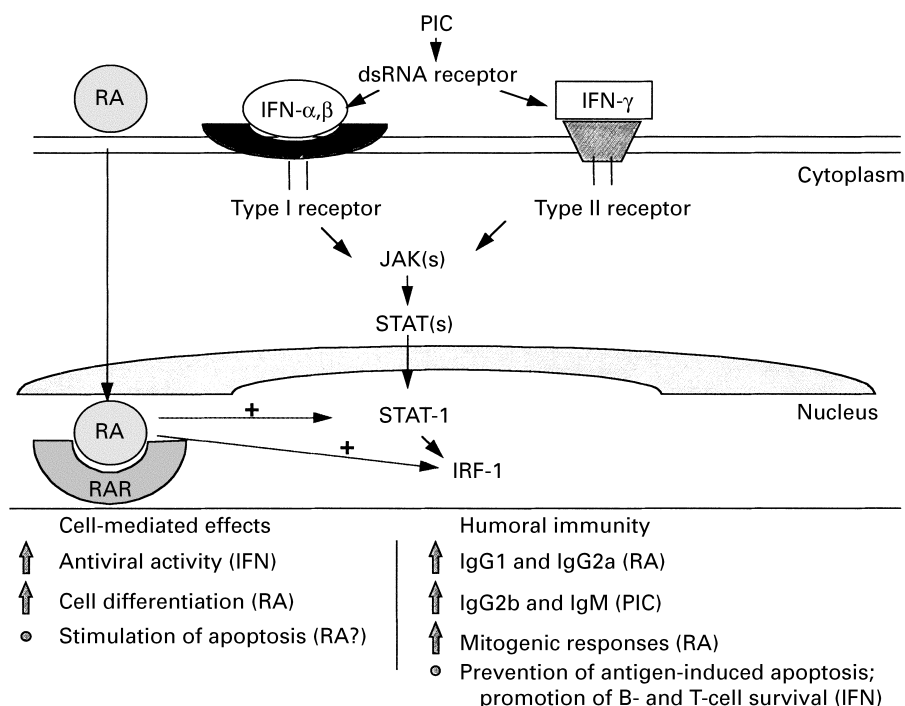 PIC
dsRNA receptor
RA
IFN-α,β
IFN-γ
Cytoplasm
Type I receptor
Type II receptor
JAK(s)
STAT(s)
Nucleus
RA
+
STAT-1
+
IRF-1
RAR
Cell-mediated effects
Antiviral activity (IFN)
Cell differentiation (RA)
Stimulation of apoptosis (RA?)
Humoral immunity
IgG1 and IgG2a (RA)
IgG2b and IgM (PIC)
Mitogenic responses (RA)
Prevention of antigen-induced apoptosis;
promotion of B- and T-cell survival (IFN)